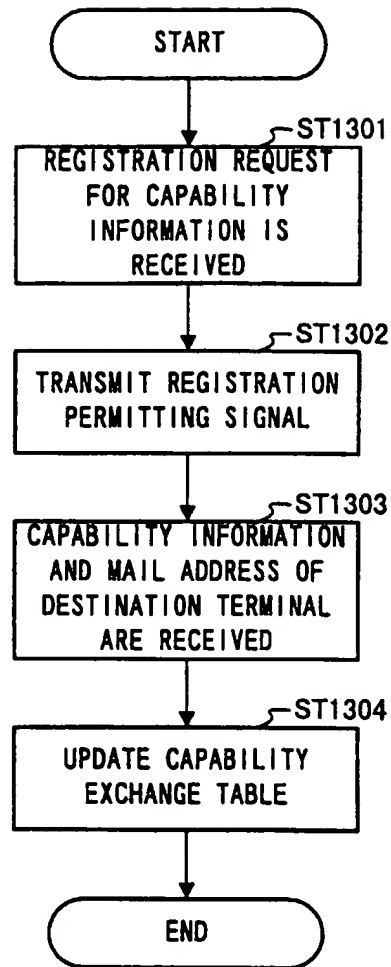 START
ST1301
REGISTRATION REQUEST
FOR CAPABILITY
INFORMATION IS
RECEIVED
ST1302
TRANSMIT REGISTRATION
PERMITTING SIGNAL
ST1303
CAPABILITY INFORMATION
AND MAIL ADDRESS OF
DESTINATION TERMINAL
ARE RECEIVED
ST1304
UPDATE CAPABILITY
EXCHANGE TABLE
END